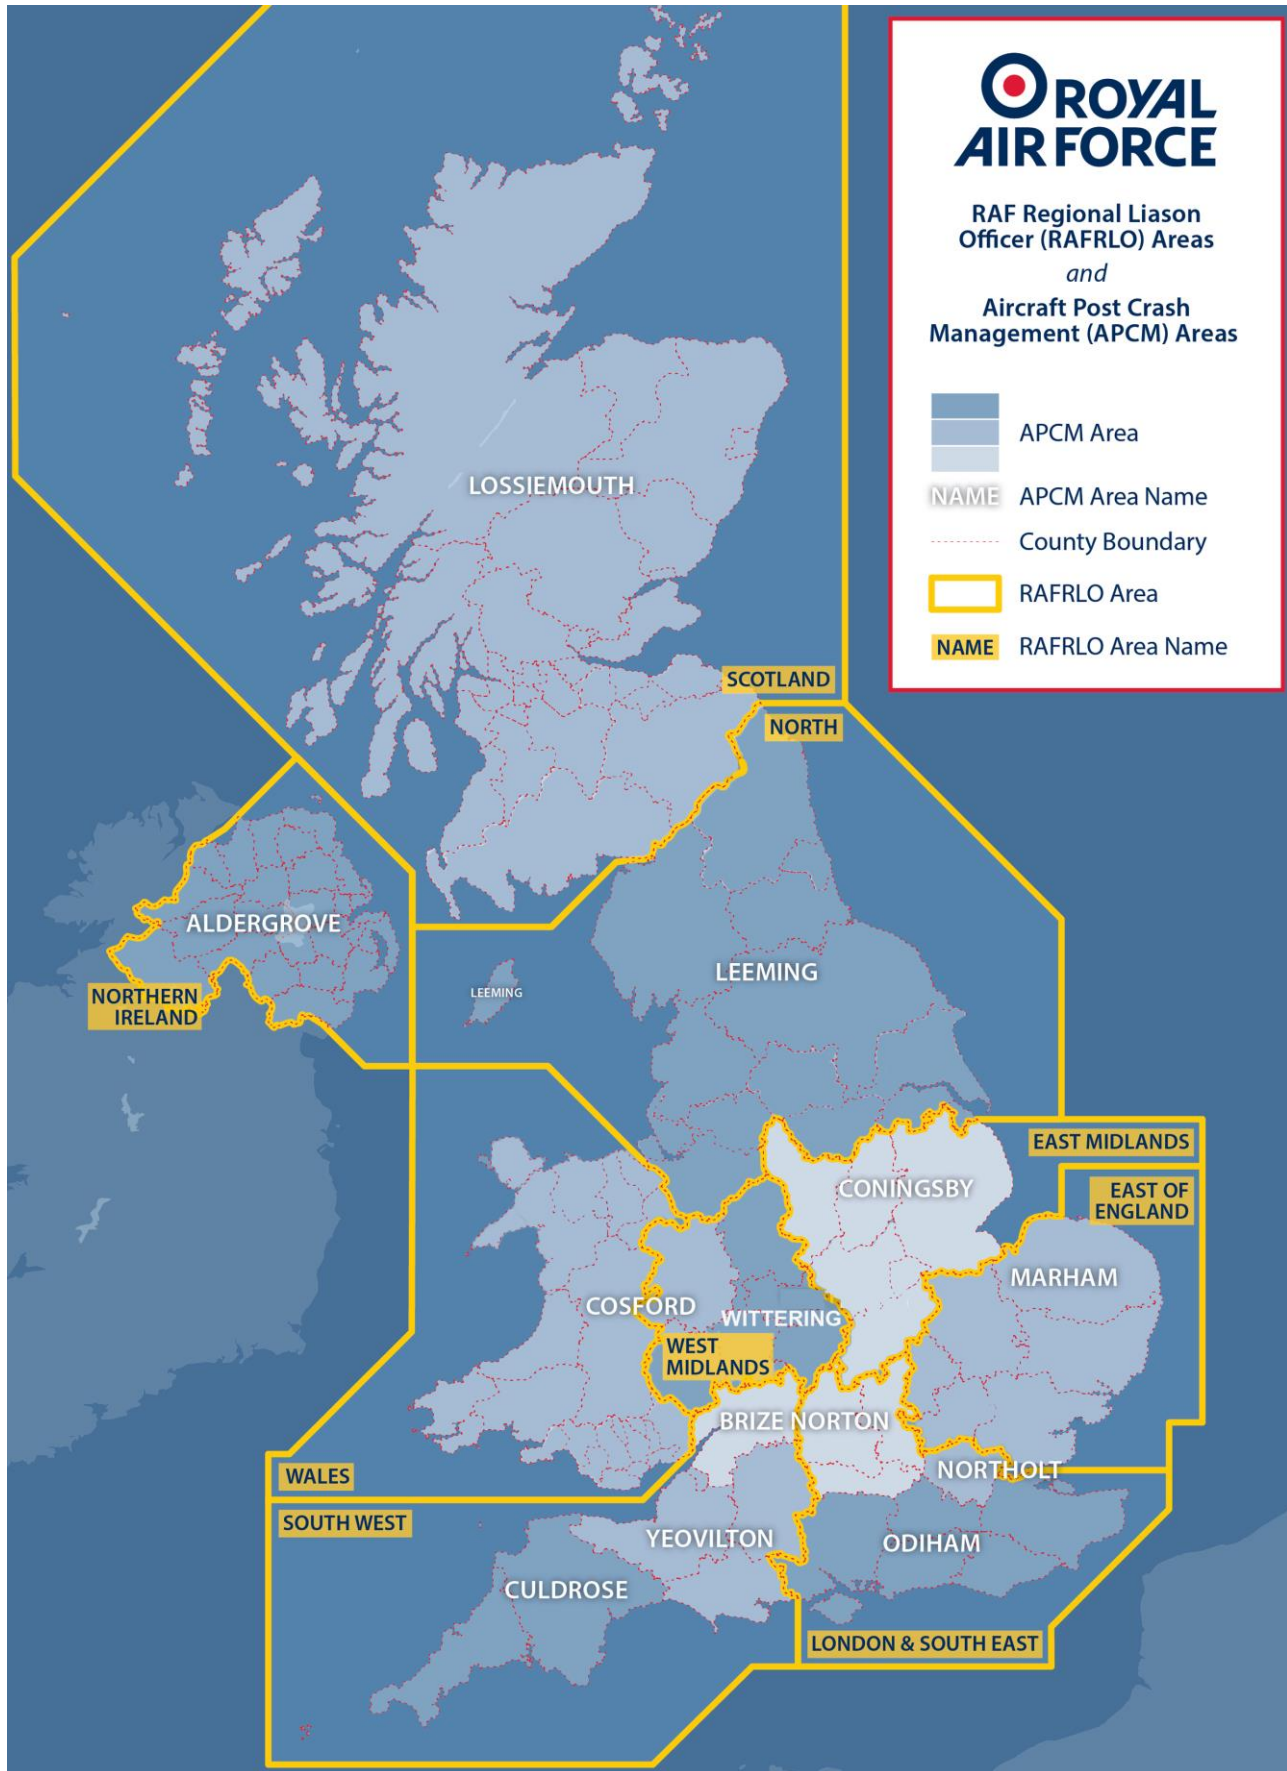 ROYAL
AIR FORCE
RAF Regional Liason
Officer (RAFRLO) Areas
and
Aircraft Post Crash
Management (APCM) Areas
APCM Area
NAME APCM Area Name
County Boundary
RAFRLO Area
NAME RAFRLO Area Name
LOSSIEMOUTH
SCOTLAND
NORTH
ALDERGROVE
LEEMING
LEEMING
NORTHERN
IRELAND
EAST MIDLANDS
CONINGSBY
EAST OF
ENGLAND
MARHAM
COSFORD
WITTERING
WEST
MIDLANDS
BRIZE NORTON
NORTHOLT
WALES
SOUTH WEST
YEOVILTON
ODIHAM
CULDROSE
LONDON & SOUTH EAST